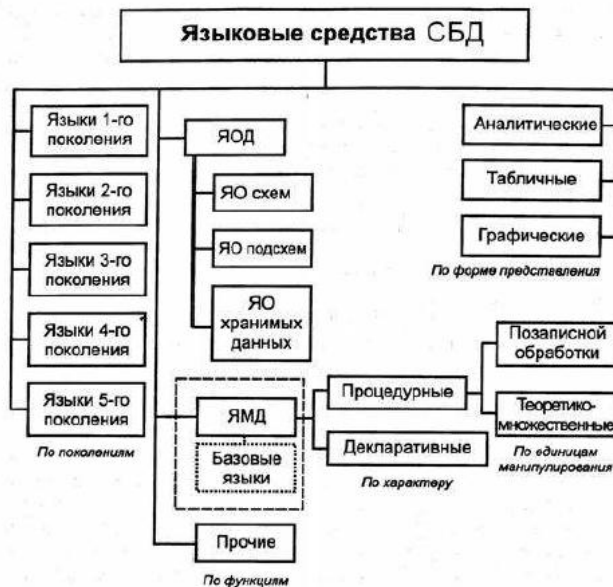 Языковые средства СБД
Языки 1-го
поколения
Языки 2-го
поколения
Языки 3-го
поколения
Языки 4-го
поколения
Языки 5-го
поколения
По поколениям
ЯОД
ЯО схем
ЯО подсхем
ЯО
хранимых
данных
ЯМД
Базовые
языки
Прочие
По функциям
Процедурные
Декларативные
По характеру
Позаписной
обработки
Теоретико-
множественные
По единицам
манипулирования
Аналитические
Табличные
Графические
По форме представления